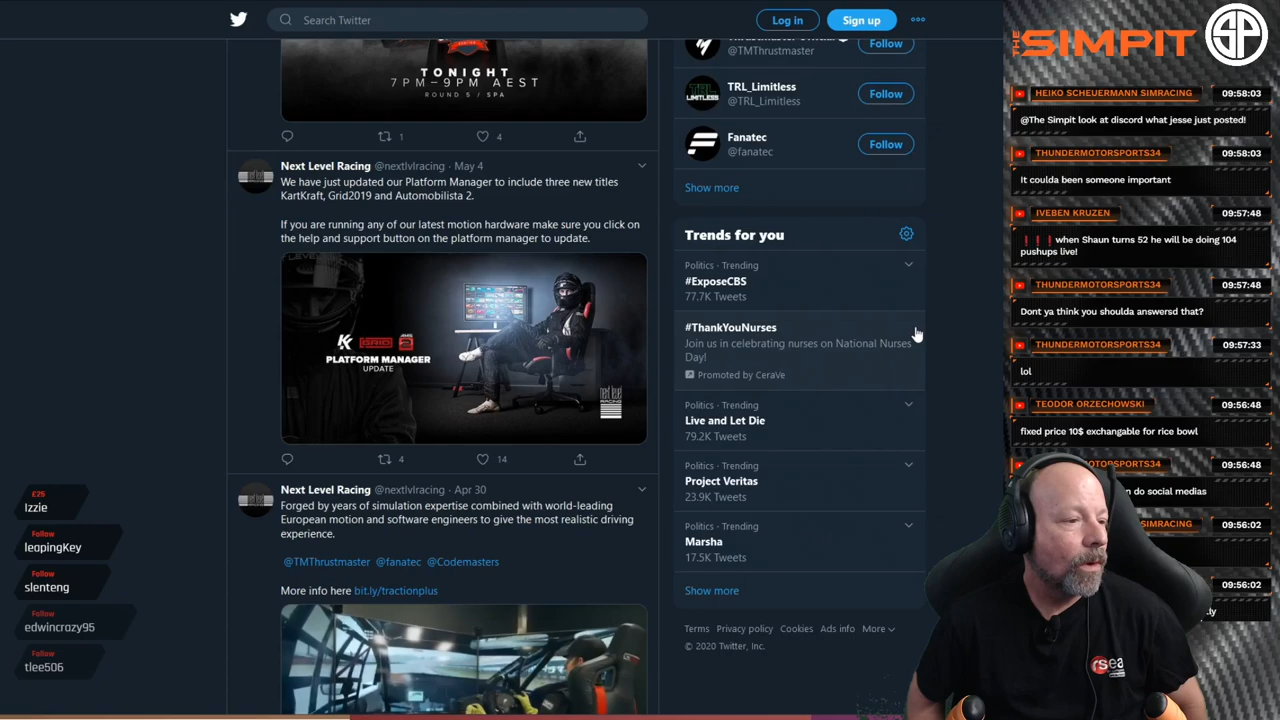 Search Twitter
Log in
Sign up
TONIGHT
7PM-9PM AEST
ROUND 5 / SPA
1
4
Next Level Racing @nextlvlracing · May 4
We have just updated our Platform Manager to include three new titles
KartKraft, Grid2019 and Automobilista 2.
If you are running any of our latest motion hardware make sure you click on
the help and support button on the platform manager to update.
GRID
PLATFORM MANAGER
UPDATE
next level
RACING
4
14
Next Level Racing @nextlvlracing · Apr 30
Forged by years of simulation expertise combined with world-leading
European motion and software engineers to give the most realistic driving
experience.
@TMThrustmaster @fanatec @Codemasters
More info here bit.ly/tractionplus
@TMThrustmaster
Follow
TRL_Limitless
@TRL_Limitless
Follow
Fanatec
@fanatec
Follow
Show more
Trends for you
Politics · Trending
#ExposeCBS
77.7K Tweets
#ThankYouNurses
Join us in celebrating nurses on National Nurses
Day!
Promoted by CeraVe
Politics · Trending
Live and Let Die
79.2K Tweets
Politics · Trending
Project Veritas
23.9K Tweets
Politics · Trending
Marsha
17.5K Tweets
Show more
Terms Privacy policy Cookies Ads info More
© 2020 Twitter, Inc.
£25
Izzie
Follow
leapingKey
Follow
slenteng
Follow
edwincrazy95
Follow
tlee506
THE SIMPIT
SP
HEIKO SCHEUERMANN SIMRACING 09:58:03
@The Simpit look at discord what jesse just posted!
THUNDERMOTORSPORTS34 09:58:03
It coulda been someone important
IVEBEN KRUZEN 09:57:48
❗❗❗when Shaun turns 52 he will be doing 104
pushups live!
THUNDERMOTORSPORTS34 09:57:48
Dont ya think you shoulda answersd that?
THUNDERMOTORSPORTS34 09:57:33
lol
TEODOR ORZECHOWSKI 09:56:48
fixed price 10$ exchangable for rice bowl
09:56:48
do social medias
SIMRACING 09:56:02
09:56:02
rsea